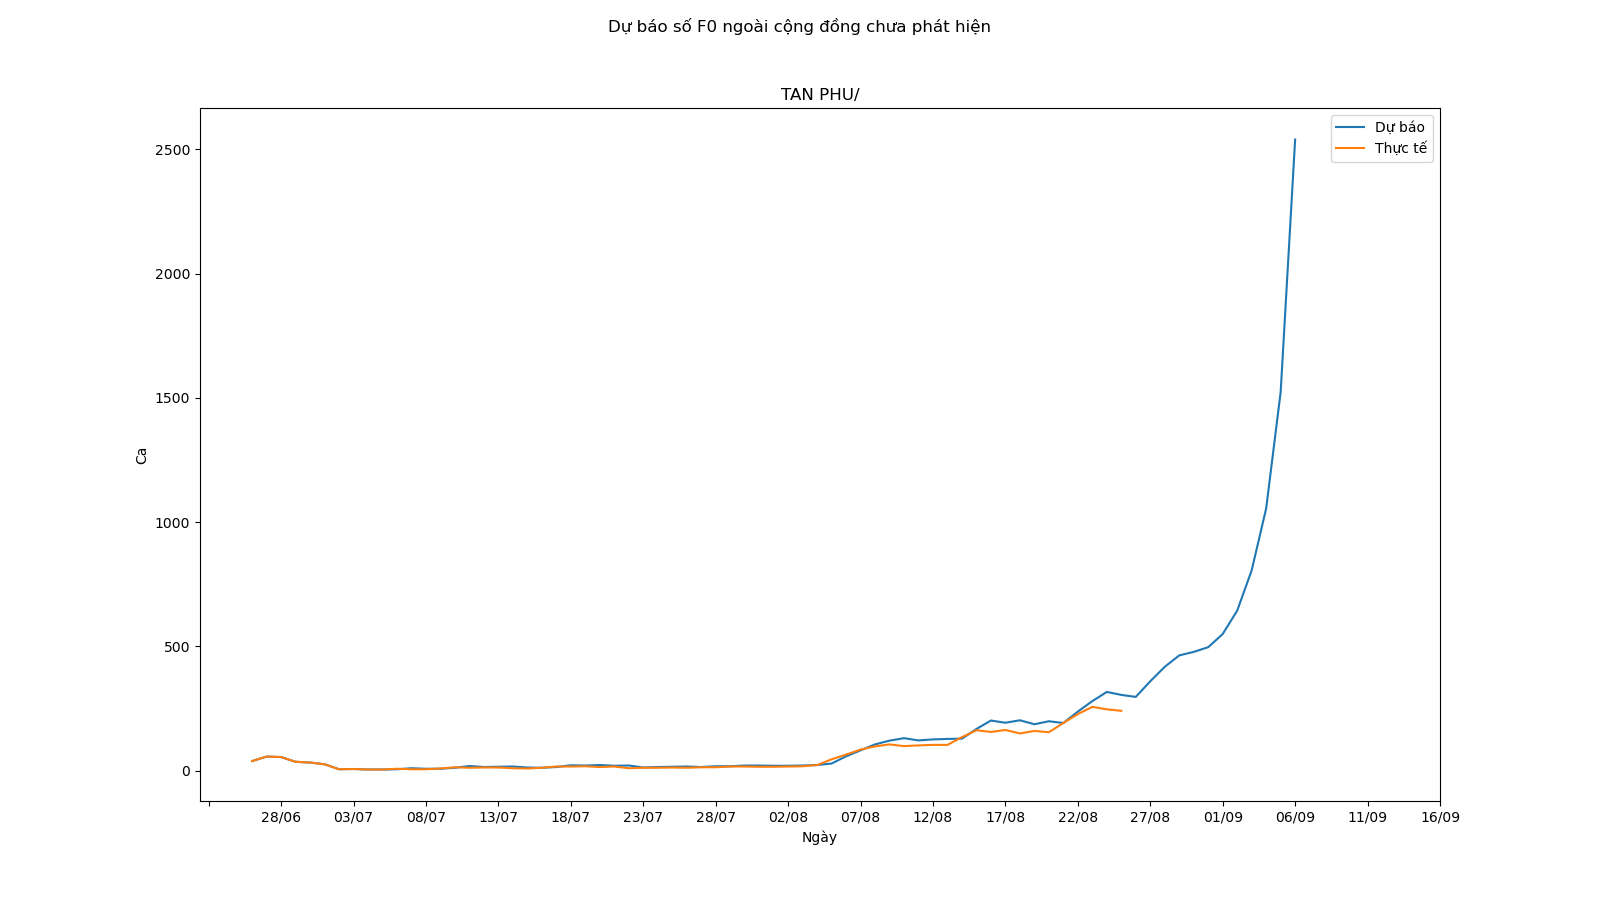 Dự báo số F0 ngoài cộng đồng chưa phát hiện
TAN PHU/
Dự báo
Thực tế
2500
2000
1500
1000
500
0
Ca
28/06 03/07 08/07 13/07 18/07 23/07 28/07 02/08 07/08 12/08 17/08 22/08 27/08 01/09 06/09 11/09 16/09
Ngày